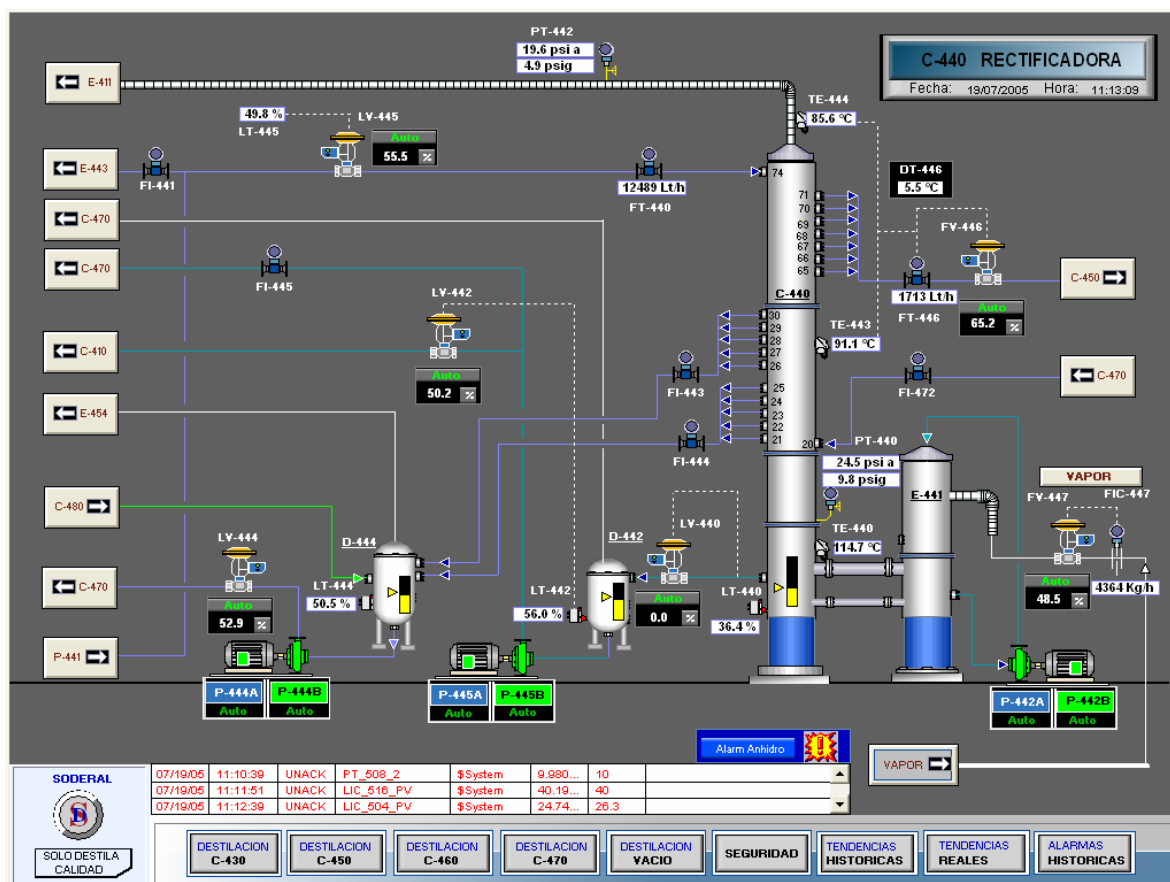 PT-442
19.6 psi a
4.9 psig
C-440 RECTIFICADORA
Fecha: 19/07/2005 Hora: 11:13:09
E-411
TE-444
85.6 °C
49.8 %
LT-445
LV-445
Auto
55.5 %
E-443
FI-441
12489 Lt/h
FT-440
74
DT-446
5.5 °C
C-470
71
70
69
68
67
66
65
FV-446
C-470
FI-445
C-450
1713 Lt/h
FT-446
Auto
65.2 %
C-440
LV-442
30
29
28
27
26
TE-443
91.1 °C
C-410
Auto
50.2 %
FI-443
FI-472
C-470
E-454
25
24
23
22
21
20
FI-444
PT-440
24.5 psi a
9.8 psig
E-441
VAPOR
FV-447
FIC-447
C-480
LV-444
D-444
D-442
LV-440
TE-440
114.7 °C
C-470
LT-444
50.5 %
LT-442
56.0 %
LT-440
36.4 %
Auto
52.9 %
Auto
0.0 %
Auto
48.5 %
4364 Kg/h
P-441
P-444A
P-444B
Auto
Auto
P-445A
P-445B
Auto
Auto
P-442A
P-442B
Auto
Auto
Alarm Anhidro
VAPOR
SODERAL
SD
SOLO DESTILA
CALIDAD
07/19/05 11:10:39 UNACK PT_508_2 $System 9.980... 10
07/19/05 11:11:51 UNACK LIC_516_PV $System 40.19... 40
07/19/05 11:12:39 UNACK LIC_504_PV $System 24.74... 26.3
DESTILACION
C-430
DESTILACION
C-450
DESTILACION
C-460
DESTILACION
C-470
DESTILACION
VACIO
SEGURIDAD
TENDENCIAS
HISTORICAS
TENDENCIAS
REALES
ALARMAS
HISTORICAS